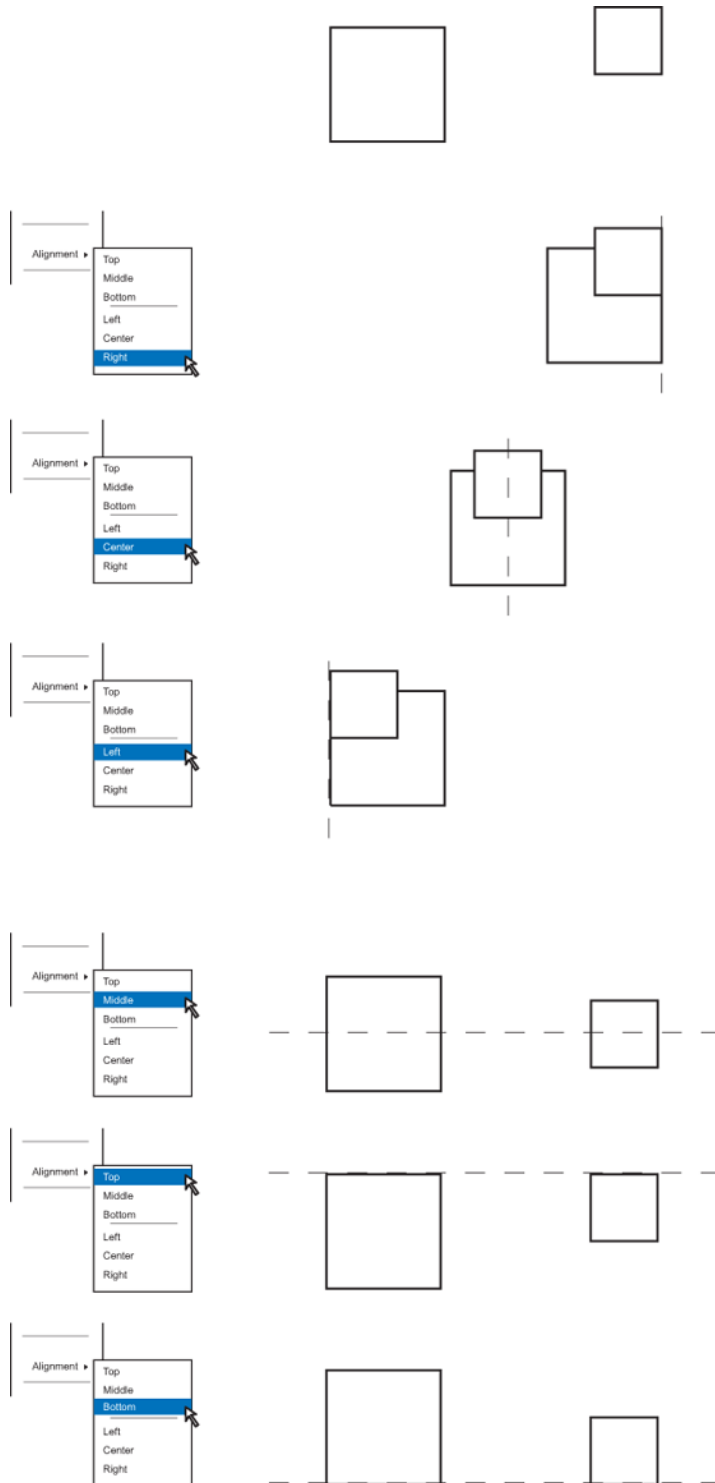 Alignment
Top
Middle
Bottom
Left
Center
Right
Alignment
Top
Middle
Bottom
Left
Center
Right
Alignment
Top
Middle
Bottom
Left
Center
Right
Alignment
Top
Middle
Bottom
Left
Center
Right
Alignment
Top
Middle
Bottom
Left
Center
Right
Alignment
Top
Middle
Bottom
Left
Center
Right